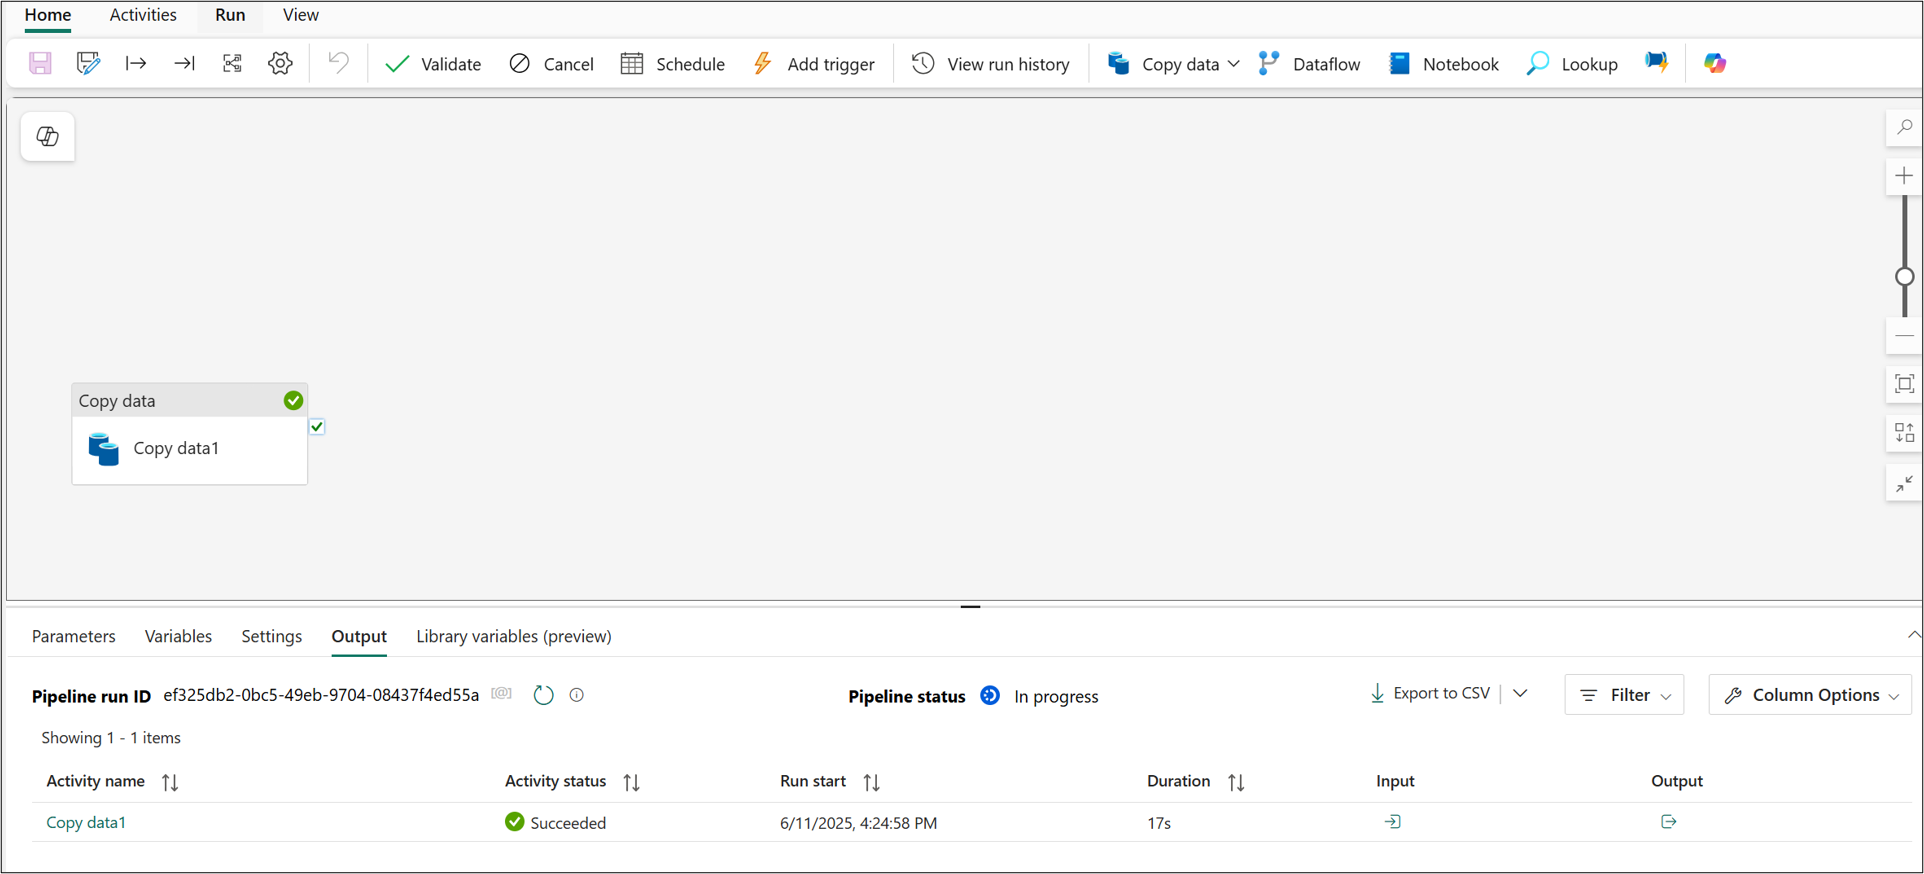 Home Activities Run View
Validate Cancel Schedule Add trigger View run history Copy data Dataflow Notebook Lookup
Copy data
Copy data1
Parameters Variables Settings Output Library variables (preview)
Pipeline run ID ef325db2-0bc5-49eb-9704-08437f4ed55a [@] Pipeline status In progress Export to CSV Filter Column Options
Showing 1 - 1 items
Activity name Activity status Run start Duration Input Output
Copy data1 Succeeded 6/11/2025, 4:24:58 PM 17s